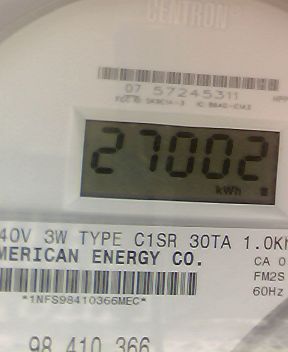 CENTRON®
07 57245311
27002
kWh
40V 3W TYPE C1SR 30TA 1.0Kh
MERICAN ENERGY CO.
CA 0
FM2S
60Hz
*1NFS98410366MEC*
98 410 366